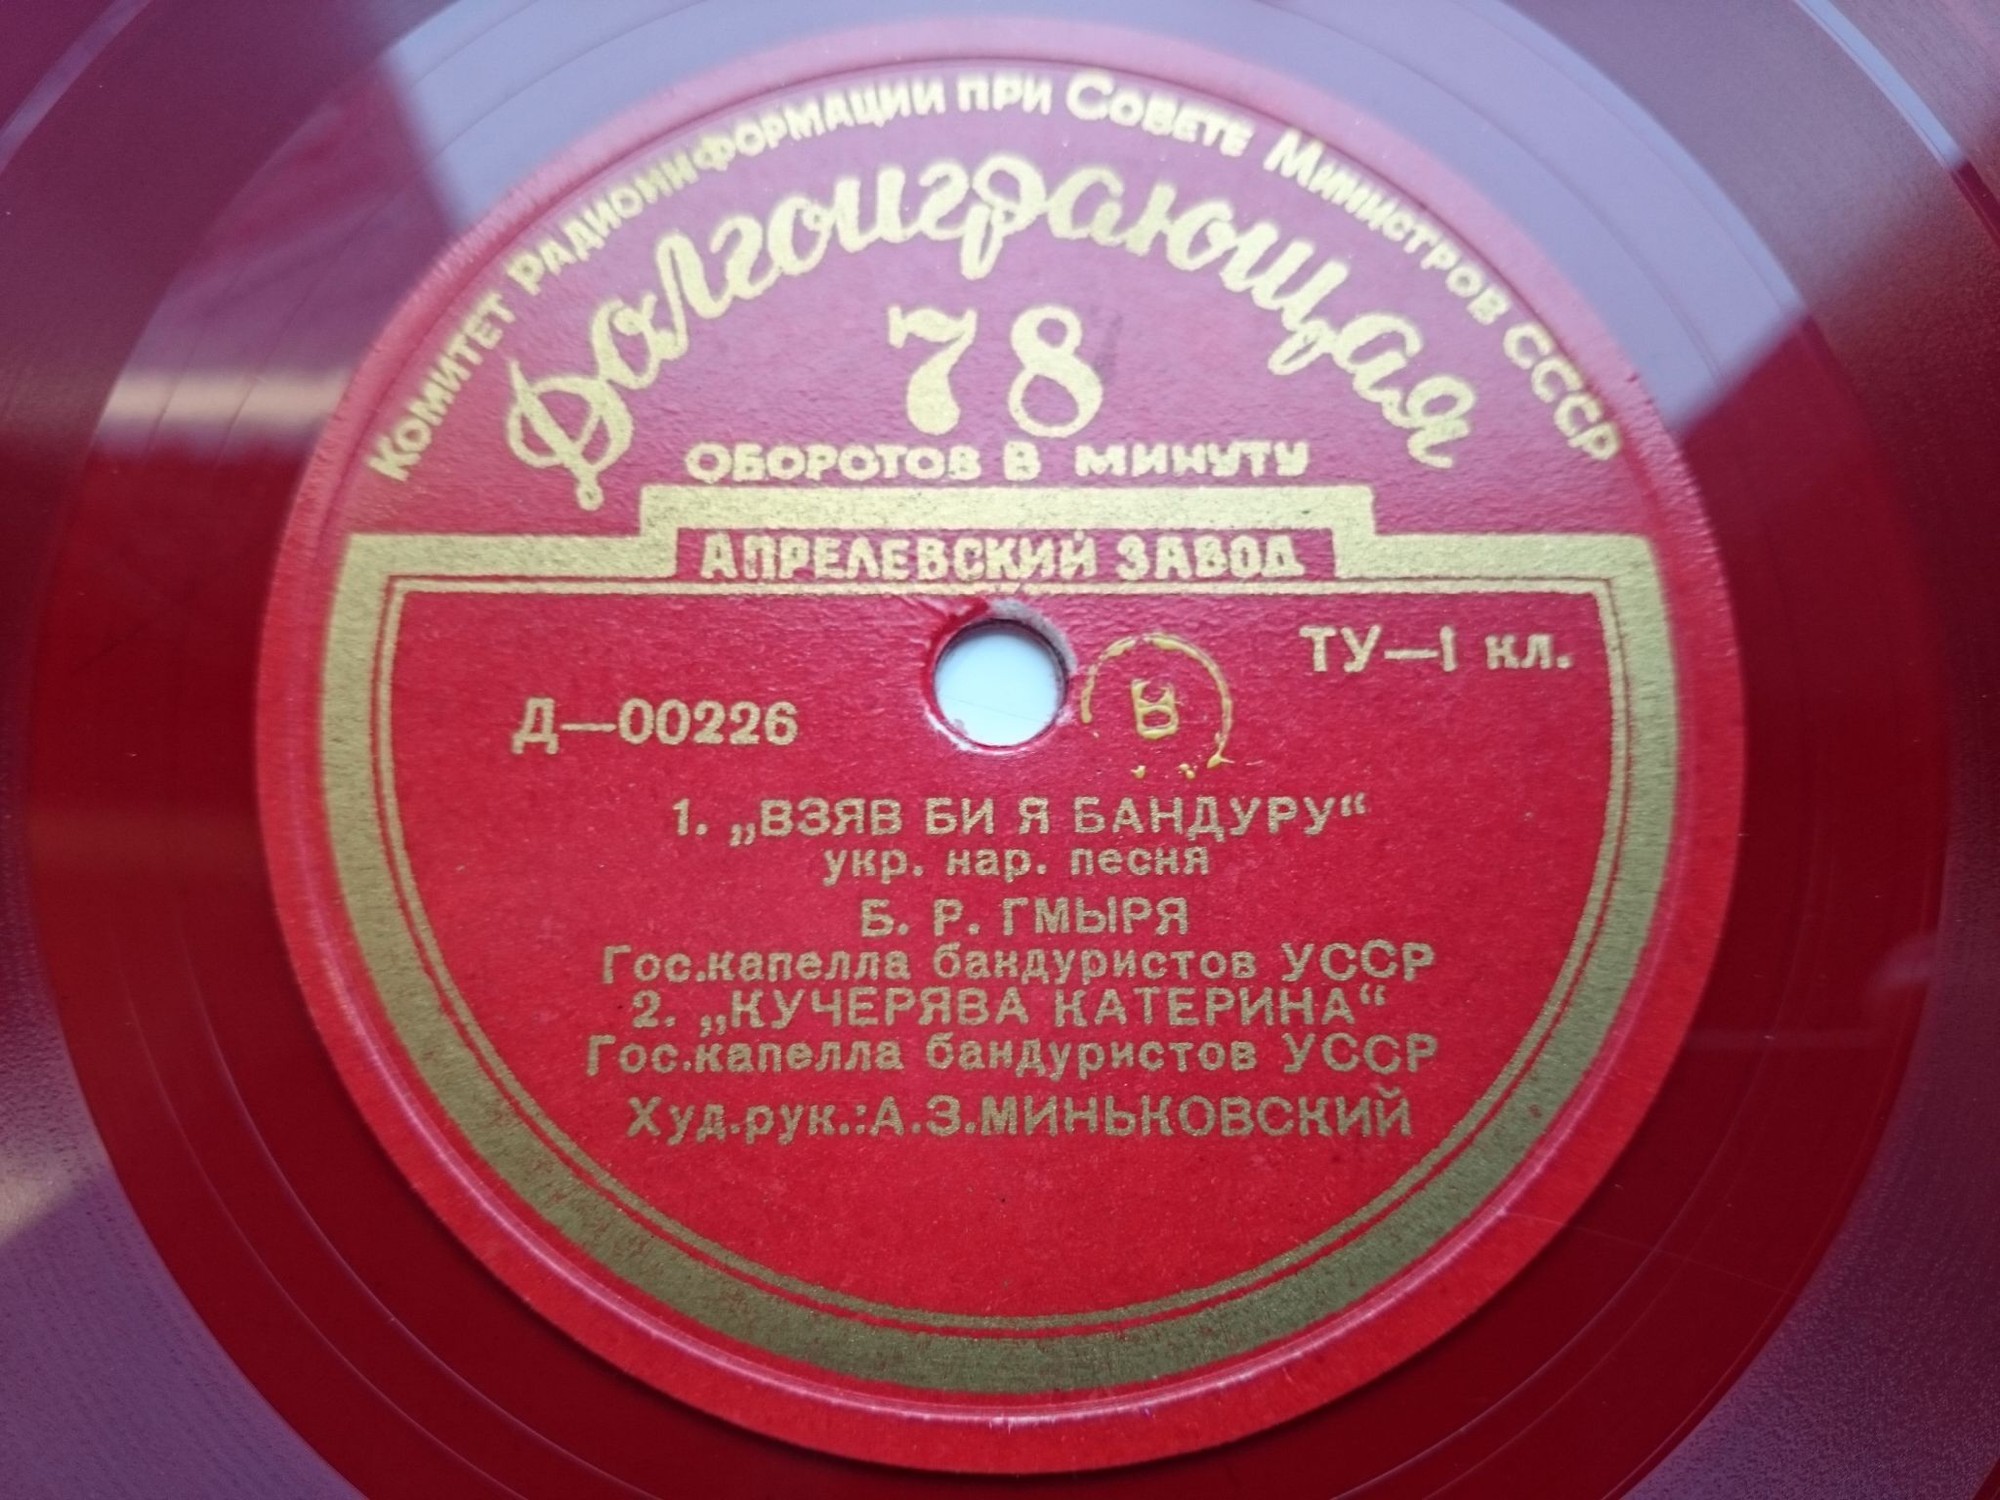 Комитет Радиоинформации при Совете Министров СССР
Долгоиграющая
78
ОБОРОТОВ В МИНУТУ
АПРЕЛЕВСКИЙ ЗАВОД
ТУ—1 кл.
Д—00226
1. „ВЗЯВ БИ Я БАНДУРУ“
укр. нар. песня
Б. Р. ГМЫРЯ
Гос.капелла бандуристов УССР
2. „КУЧЕРЯВА КАТЕРИНА“
Гос.капелла бандуристов УССР
Худ.рук.:А.З.МИНЬКОВСКИЙ